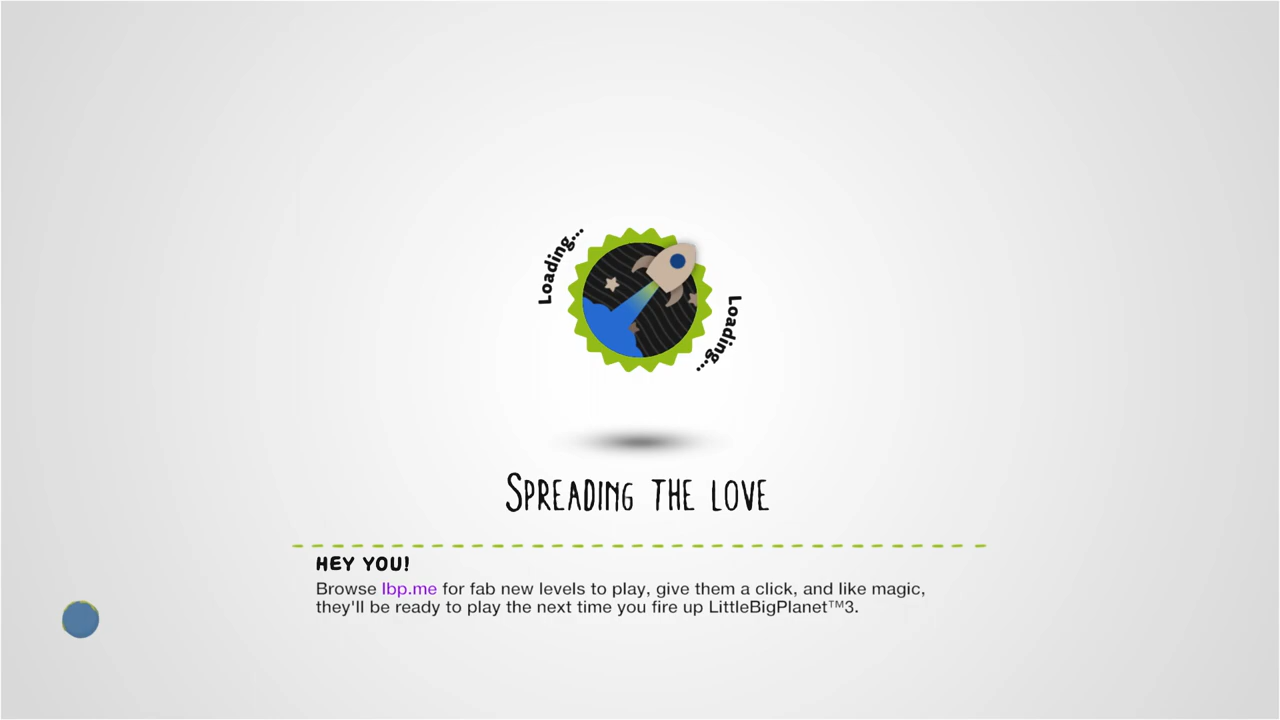 Loading...
Loading...
SPREADING THE LOVE
HEY YOU!
Browse lbp.me for fab new levels to play, give them a click, and like magic,
they'll be ready to play the next time you fire up LittleBigPlanet™3.